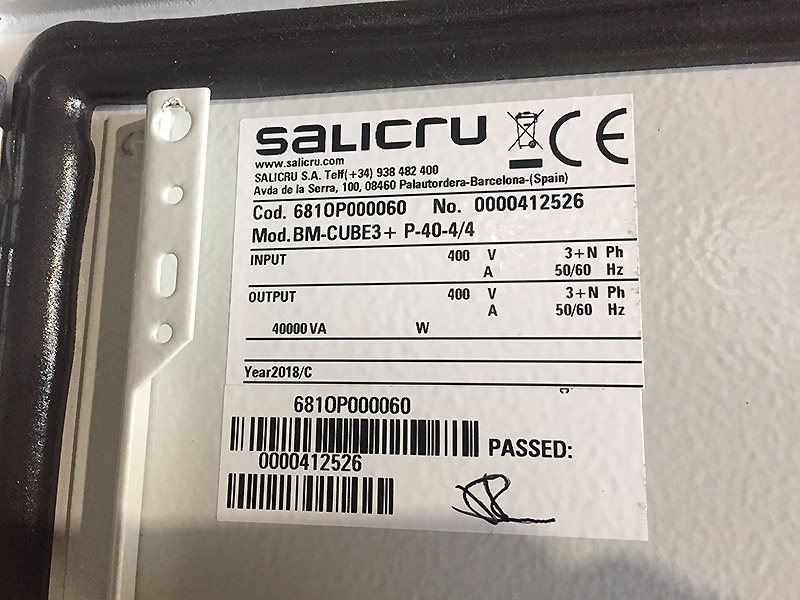 SALICRU CE
www.salicru.com
SALICRU S.A. Telf(+34) 938 482 400
Avda de la Serra, 100, 08460 Palautordera-Barcelona-(Spain)
Cod. 681OP000060 No. 0000412526
Mod. BM-CUBE3+ P-40-4/4
INPUT 400 V 3+N Ph
A 50/60 Hz
OUTPUT 400 V 3+N Ph
A 50/60 Hz
40000 VA W
Year2018/C
681OP000060
PASSED:
0000412526